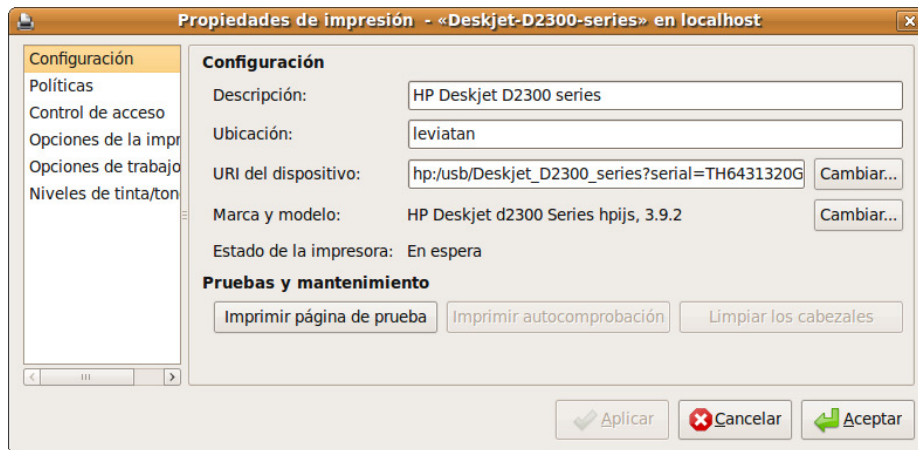 Propiedades de impresión - «Deskjet-D2300-series» en localhost
Configuración
Políticas
Control de acceso
Opciones de la impr
Opciones de trabajo
Niveles de tinta/ton
Configuración
Descripción: HP Deskjet D2300 series
Ubicación: leviatan
URI del dispositivo: hp:/usb/Deskjet_D2300_series?serial=TH6431320G Cambiar...
Marca y modelo: HP Deskjet d2300 Series hpijs, 3.9.2 Cambiar...
Estado de la impresora: En espera
Pruebas y mantenimiento
Imprimir página de prueba Imprimir autocomprobación Limpiar los cabezales
Aplicar Cancelar Aceptar